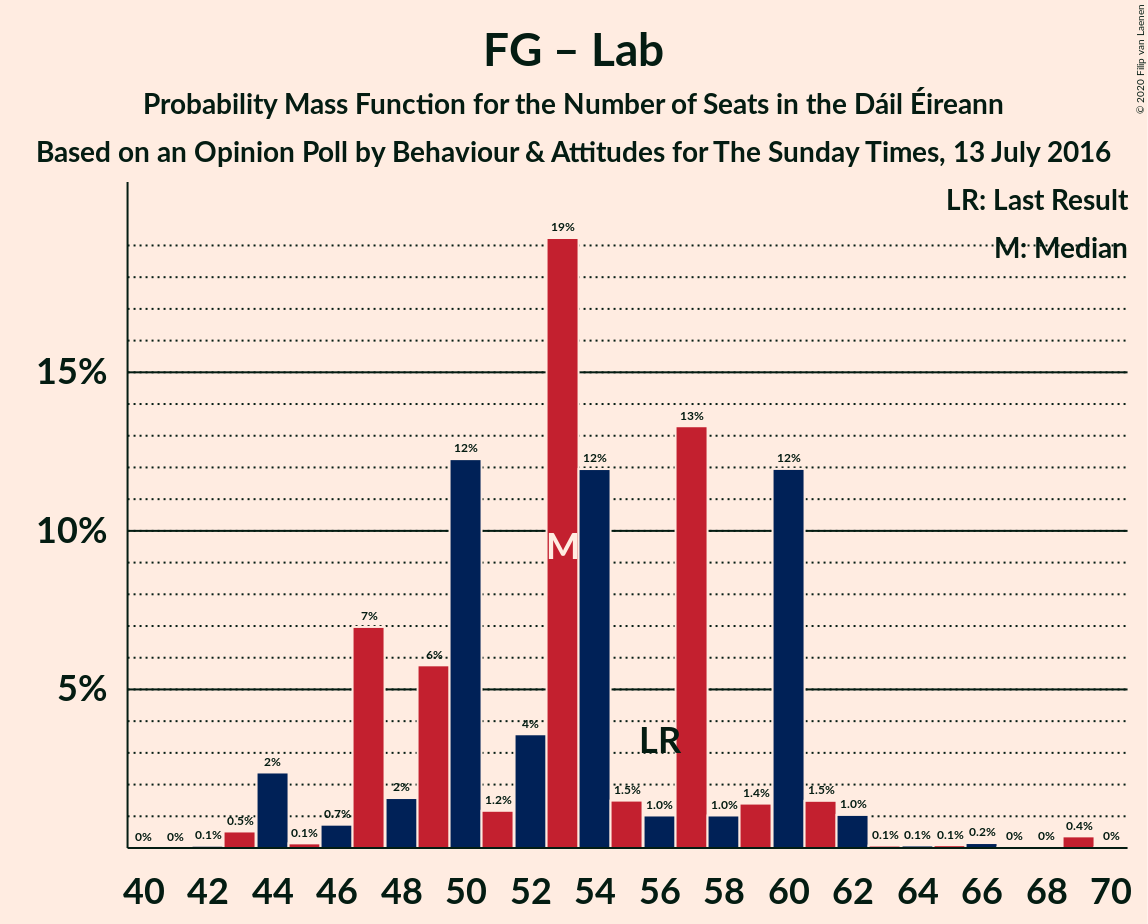 FG – Lab
Probability Mass Function for the Number of Seats in the Dáil Éireann
Based on an Opinion Poll by Behaviour & Attitudes for The Sunday Times, 13 July 2016
© 2020 Filip van Laenen
LR: Last Result
M: Median
15%
10%
5%
0% 0% 0.1% 0.5% 2% 0.1% 0.7% 7% 2% 6% 12% 1.2% 4% 19% 12% 1.5% 1.0% 13% 1.0% 1.4% 12% 1.5% 1.0% 0.1% 0.1% 0.1% 0.2% 0% 0% 0.4% 0%
M
LR
40 42 44 46 48 50 52 54 56 58 60 62 64 66 68 70